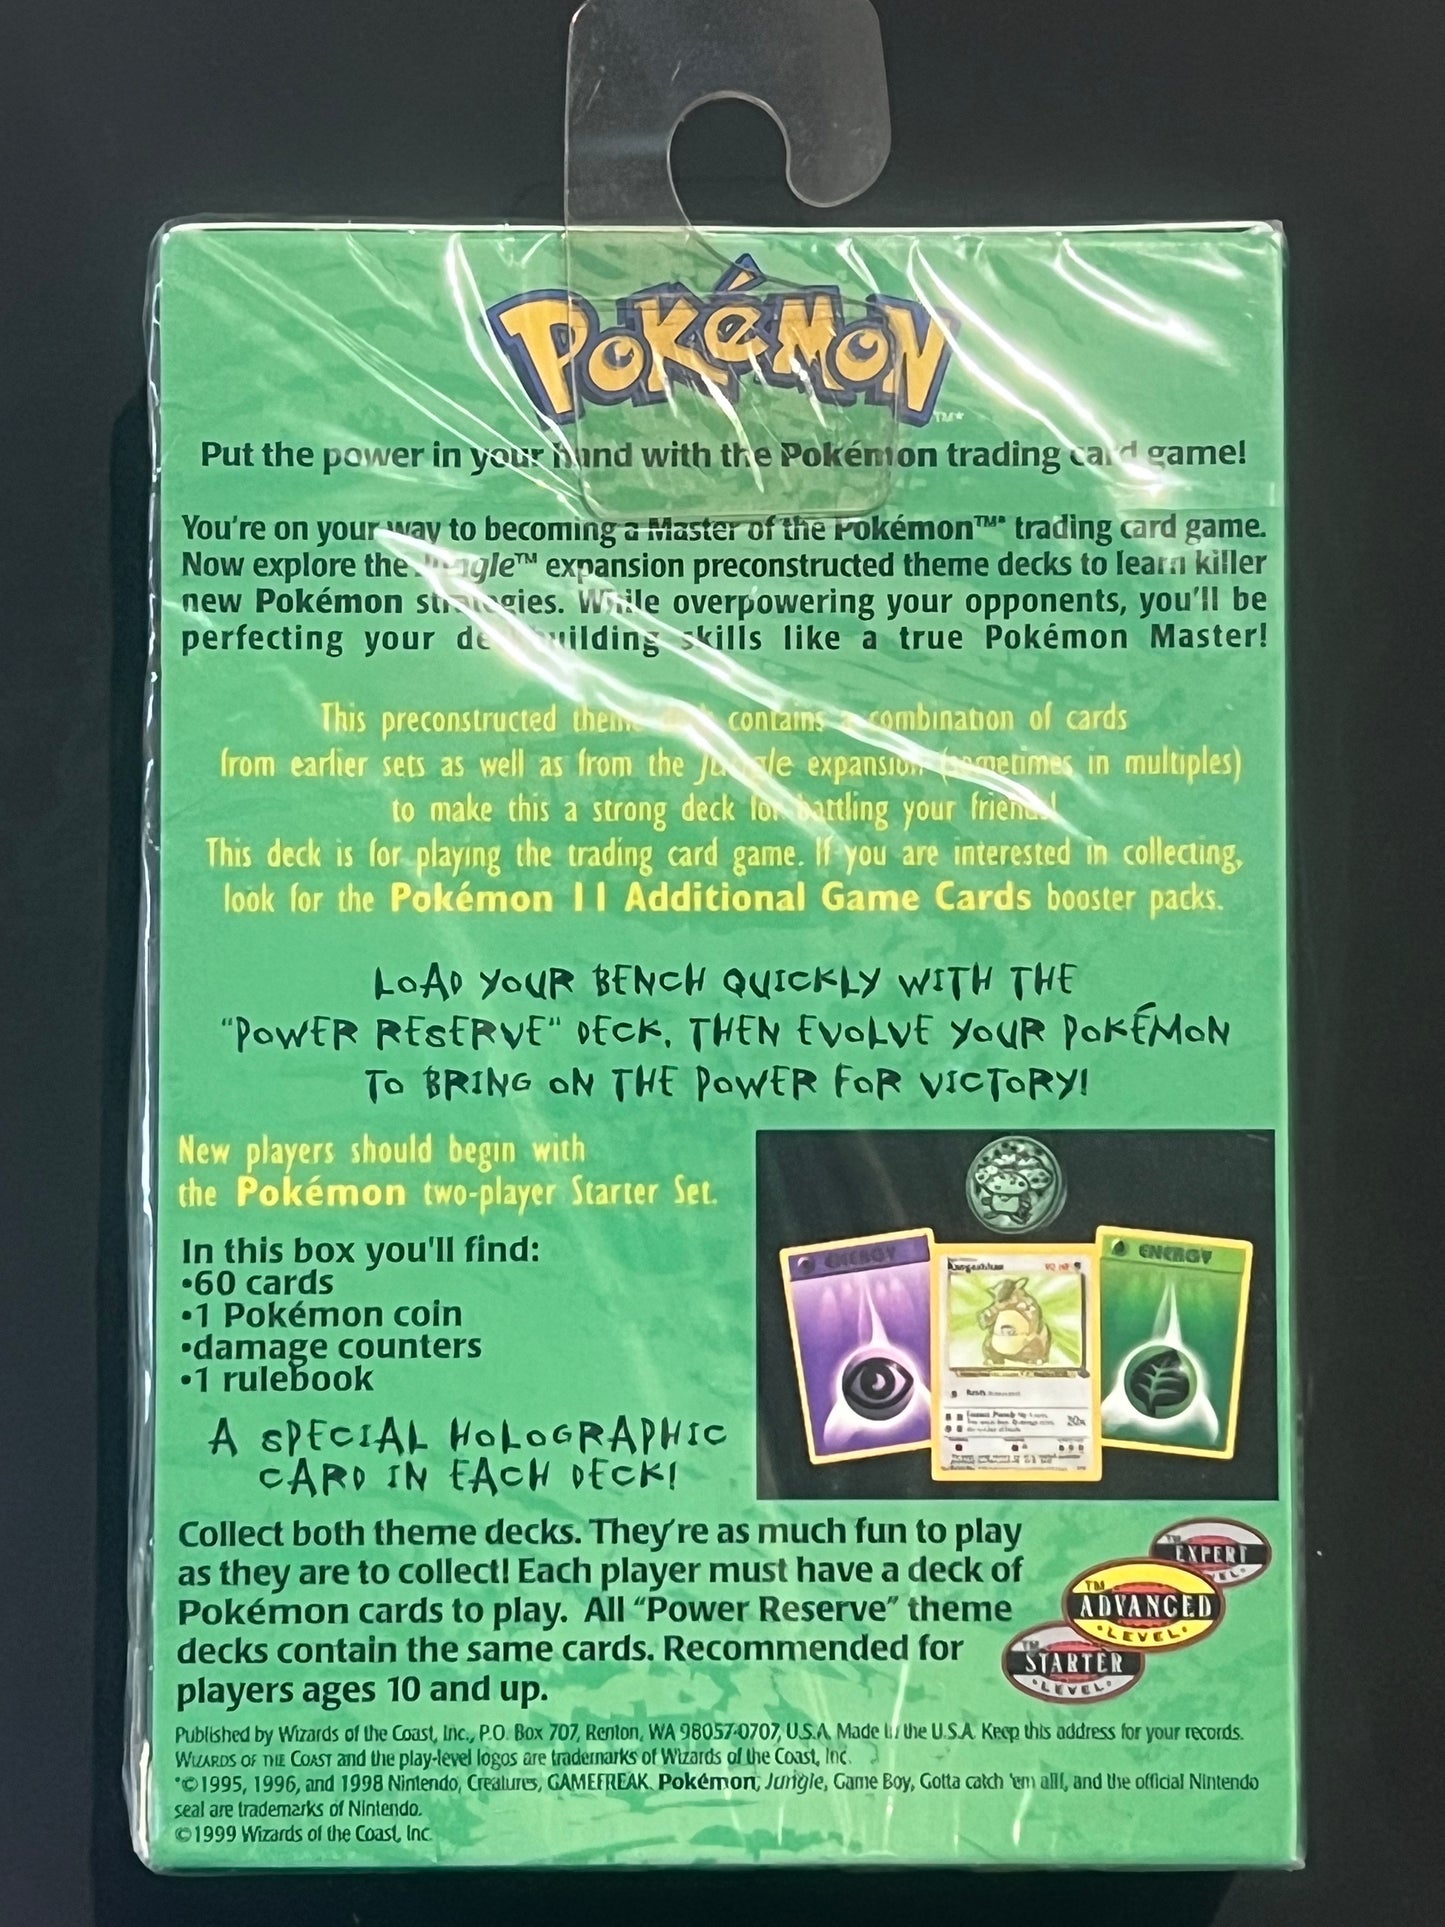 POKéMON
TM*
Put the power in your hand with the Pokémon trading card game!
You're on your way to becoming a Master of the Pokémon™* trading card game.
Now explore the Jungle™ expansion preconstructed theme decks to learn killer
new Pokémon strategies. While overpowering your opponents, you'll be
perfecting your deckbuilding skills like a true Pokémon Master!
This preconstructed theme deck contains a combination of cards
from earlier sets as well as from the Jungle expansion (sometimes in multiples)
to make this a strong deck for battling your friends!
This deck is for playing the trading card game. If you are interested in collecting,
look for the Pokémon 11 Additional Game Cards booster packs.
LOAD YOUR BENCH QUICKLY WITH THE
"POWER RESERVE" DECK, THEN EVOLVE YOUR POKÉMON
TO BRING ON THE POWER FOR VICTORY!
New players should begin with
the Pokémon two-player Starter Set.
In this box you'll find:
•60 cards
•1 Pokémon coin
•damage counters
•1 rulebook
A SPECIAL HOLOGRAPHIC
CARD IN EACH DECK!
ENERGY
Kangaskhan 90 HP
ENERGY
20x
Collect both theme decks. They're as much fun to play
as they are to collect! Each player must have a deck of
Pokémon cards to play. All "Power Reserve" theme
decks contain the same cards. Recommended for
players ages 10 and up.
TM
EXPERT
TM
ADVANCED
•LEVEL•
TM
STARTER
•LEVEL•
Published by Wizards of the Coast, Inc., P.O. Box 707, Renton, WA 98057-0707, U.S.A. Made in the U.S.A. Keep this address for your records.
WIZARDS OF THE COAST and the play-level logos are trademarks of Wizards of the Coast, Inc.
*©1995, 1996, and 1998 Nintendo, Creatures, GAMEFREAK. Pokémon, Jungle, Game Boy, Gotta catch 'em all!, and the official Nintendo
seal are trademarks of Nintendo.
©1999 Wizards of the Coast, Inc.